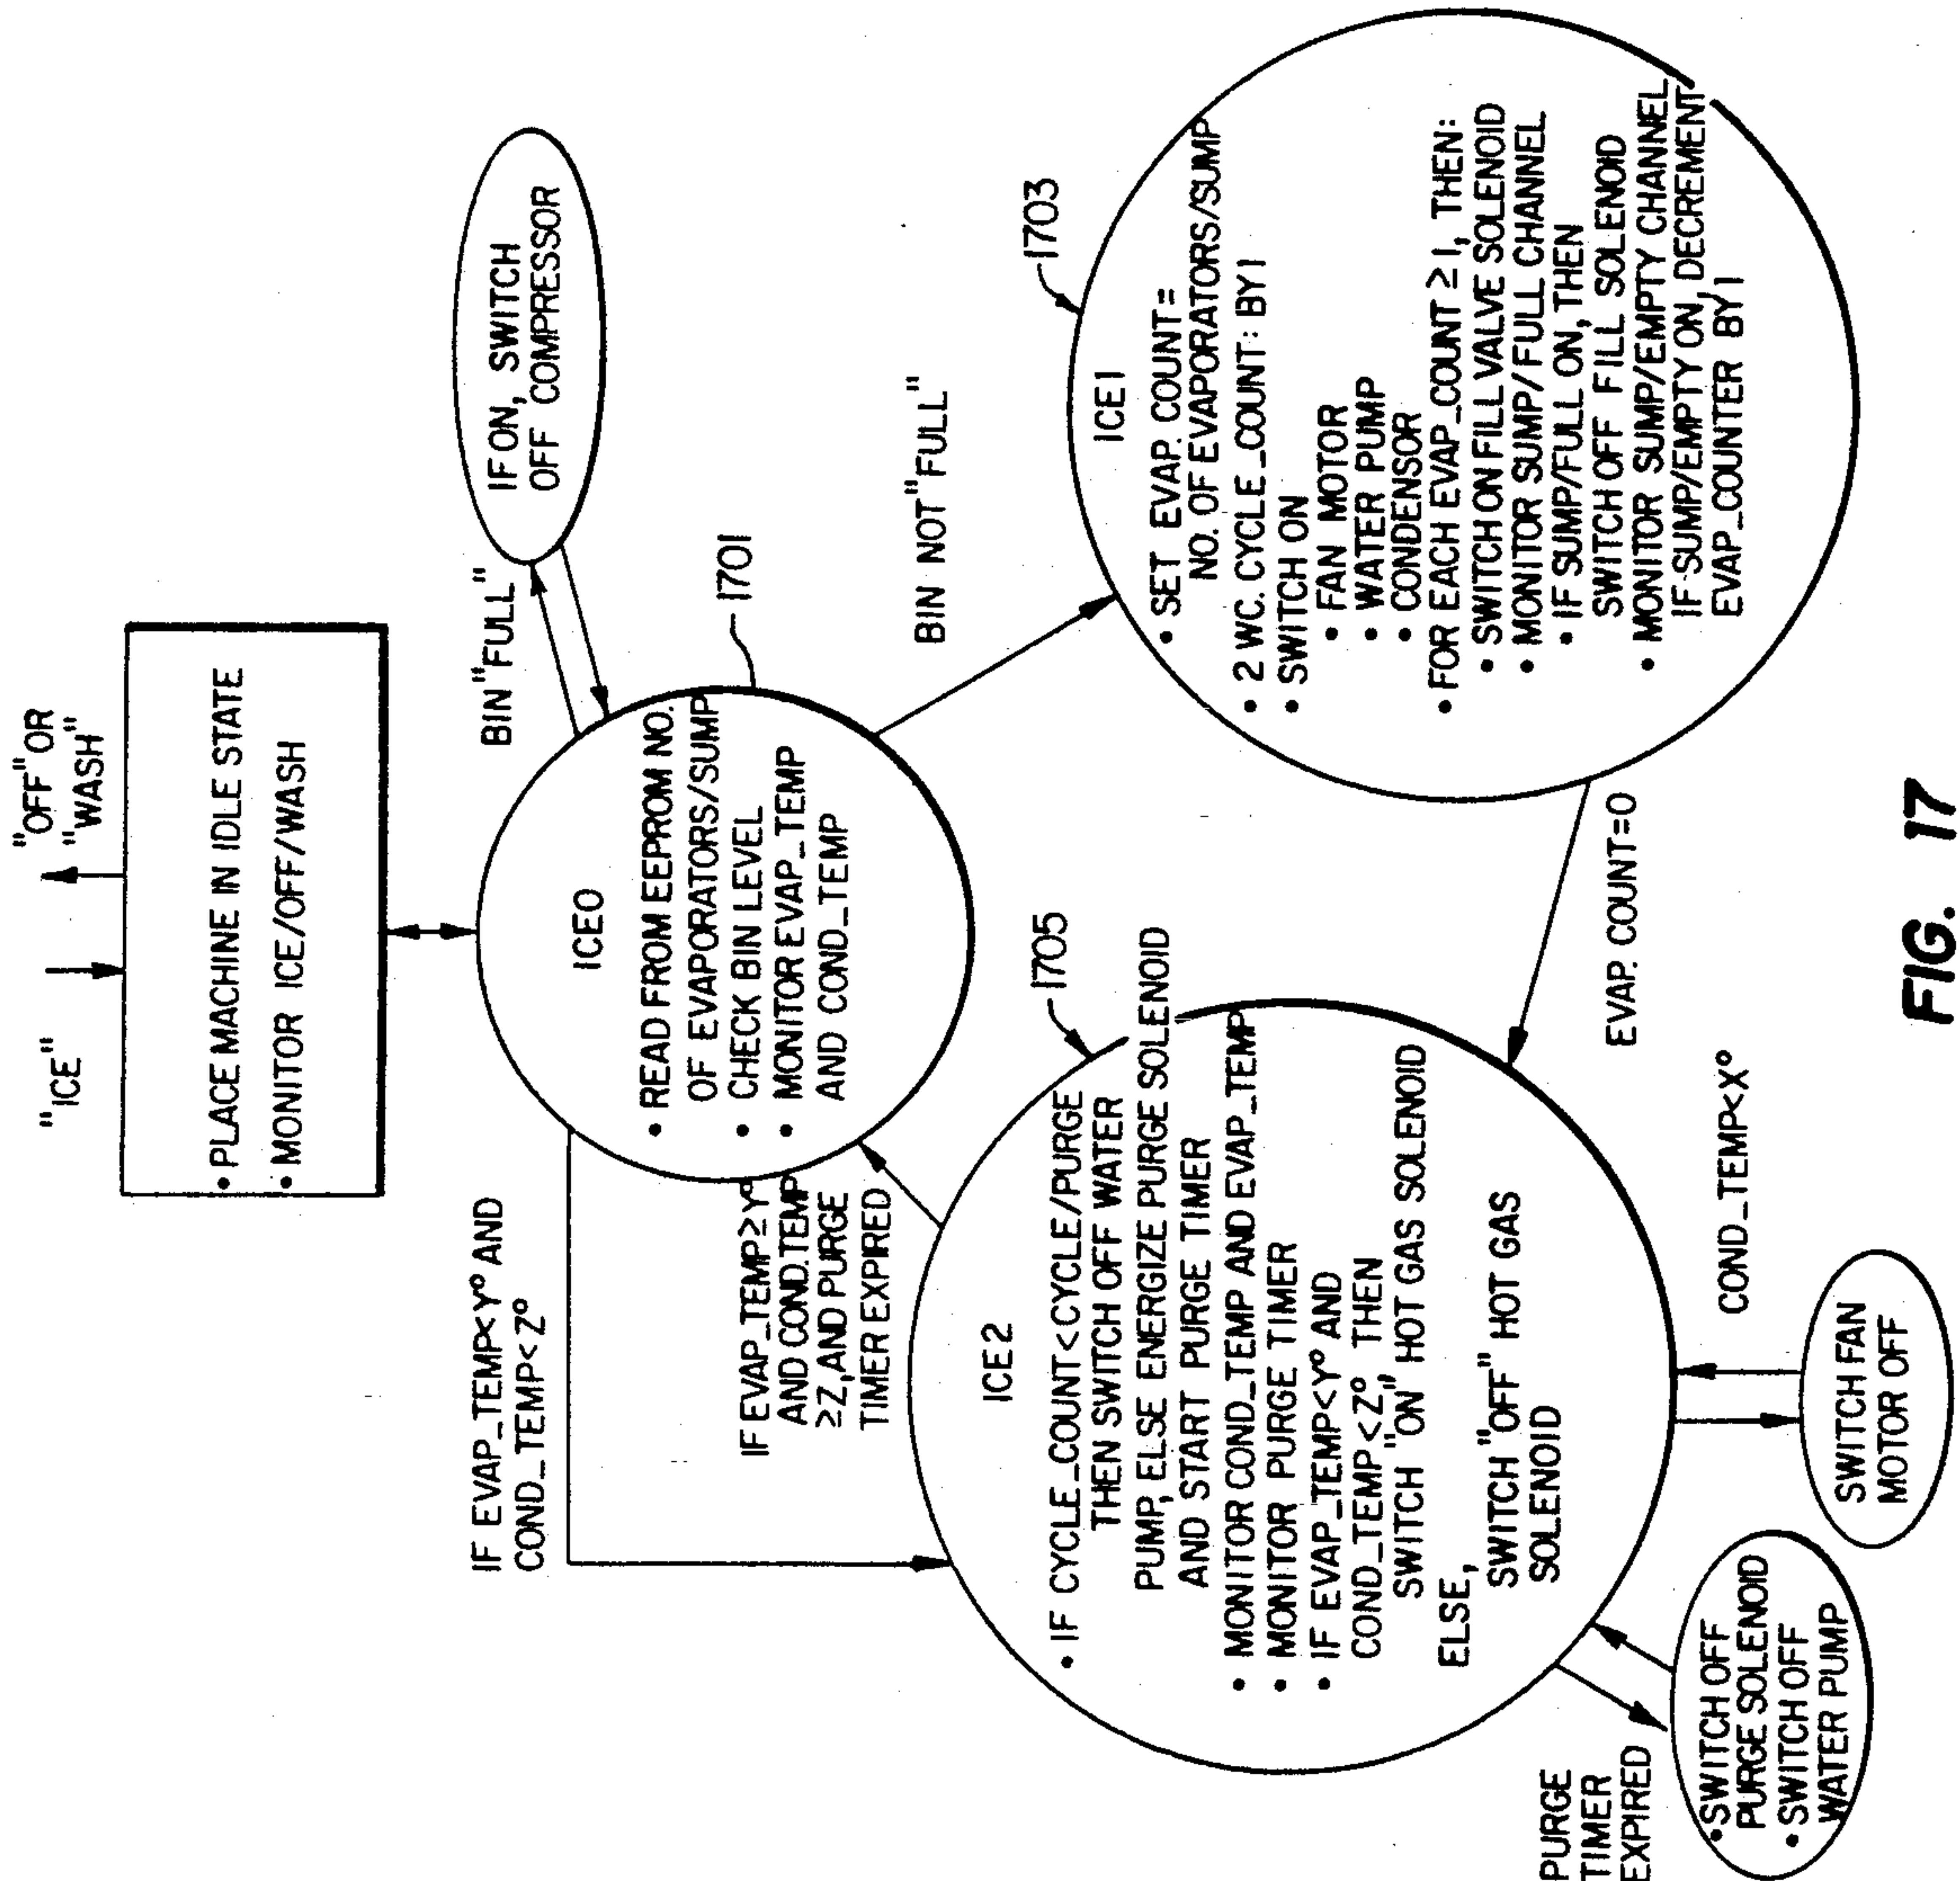 "ICE"
"OFF" OR
"WASH"
• PLACE MACHINE IN IDLE STATE
• MONITOR ICE/OFF/WASH
BIN "FULL"
IF ON, SWITCH
OFF COMPRESSOR
1701
ICE0
• READ FROM EEPROM NO.
OF EVAPORATORS/SUMP
• CHECK BIN LEVEL
• MONITOR EVAP_TEMP
AND COND_TEMP
BIN NOT "FULL"
1703
ICE1
• SET EVAP. COUNT=
NO. OF EVAPORATORS/SUMP
• 2 WC. CYCLE_COUNT: BY 1
• SWITCH ON
• FAN MOTOR
• WATER PUMP
• CONDENSOR
• FOR EACH EVAP_COUNT ≥ 1, THEN:
• SWITCH ON FILL VALVE SOLENOID
• MONITOR SUMP/FULL CHANNEL
• IF SUMP/FULL ON, THEN
SWITCH OFF FILL SOLENOID
• MONITOR SUMP/EMPTY CHANNEL
IF SUMP/EMPTY ON, DECREMENT
EVAP_COUNTER BY 1
EVAP. COUNT=0
IF EVAP_TEMP<Y° AND
COND_TEMP<Z°
IF EVAP_TEMP≥Y°
AND COND.TEMP
≥Z, AND PURGE
TIMER EXPIRED
1705
ICE2
• IF CYCLE_COUNT<CYCLE/PURGE
THEN SWITCH OFF WATER
PUMP, ELSE ENERGIZE PURGE SOLENOID
AND START PURGE TIMER
• MONITOR COND_TEMP AND EVAP_TEMP
• MONITOR PURGE TIMER
• IF EVAP_TEMP<Y° AND
COND_TEMP<Z°, THEN
SWITCH "ON" HOT GAS SOLENOID
ELSE,
SWITCH "OFF" HOT GAS
SOLENOID
COND_TEMP<X°
SWITCH FAN
MOTOR OFF
PURGE
TIMER
EXPIRED
• SWITCH OFF
PURGE SOLENOID
• SWITCH OFF
WATER PUMP
FIG. 17